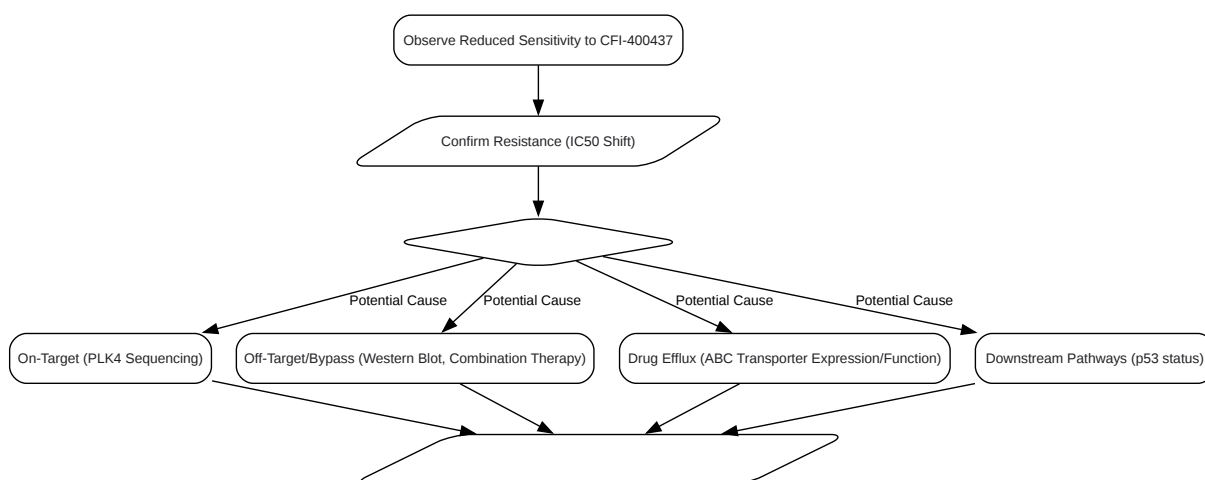 Observe Reduced Sensitivity to CFI-400437
Confirm Resistance (IC50 Shift)
Potential Cause
Potential Cause
Potential Cause
Potential Cause
On-Target (PLK4 Sequencing)
Off-Target/Bypass (Western Blot, Combination Therapy)
Drug Efflux (ABC Transporter Expression/Function)
Downstream Pathways (p53 status)